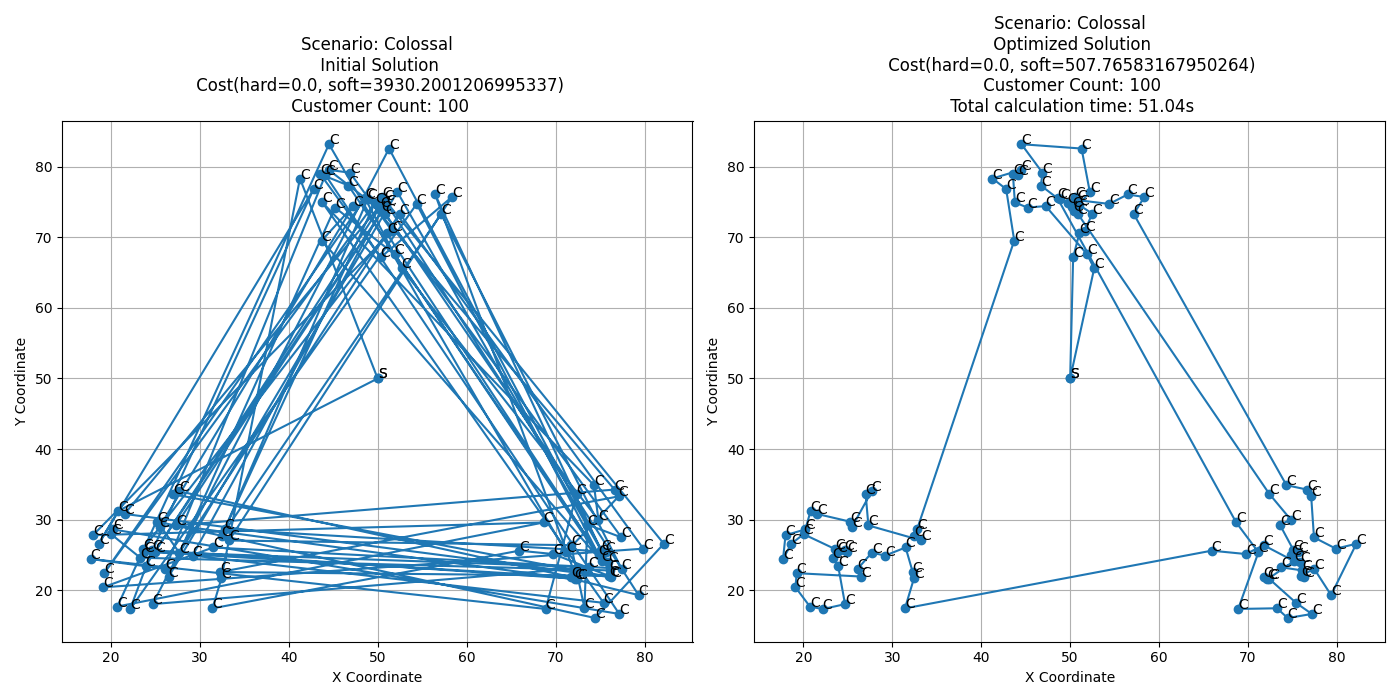 Scenario: Colossal
Initial Solution
Cost(hard=0.0, soft=3930.2001206995337)
Customer Count: 100
80
70
60
50
40
30
20
Y Coordinate
S
C
20
30
40
50
60
70
80
X Coordinate
Scenario: Colossal
Optimized Solution
Cost(hard=0.0, soft=507.76583167950264)
Customer Count: 100
Total calculation time: 51.04s
80
70
60
50
40
30
20
Y Coordinate
S
C
20
30
40
50
60
70
80
X Coordinate